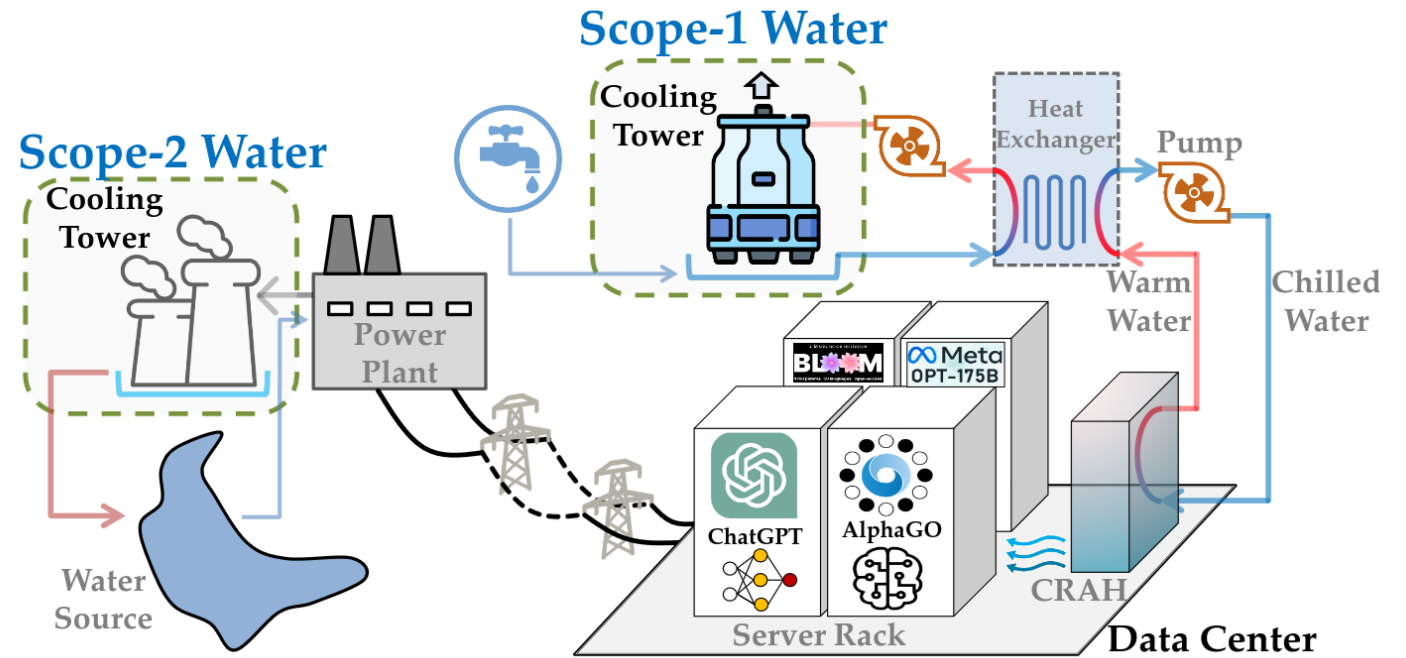 Scope-1 Water
Cooling
Tower
Heat
Exchanger
Pump
Scope-2 Water
Cooling
Tower
Warm
Water
Chilled
Water
Power
Plant
BLOOM
Meta
OPT-175B
ChatGPT
AlphaGO
Water
Source
CRAH
Server Rack
Data Center